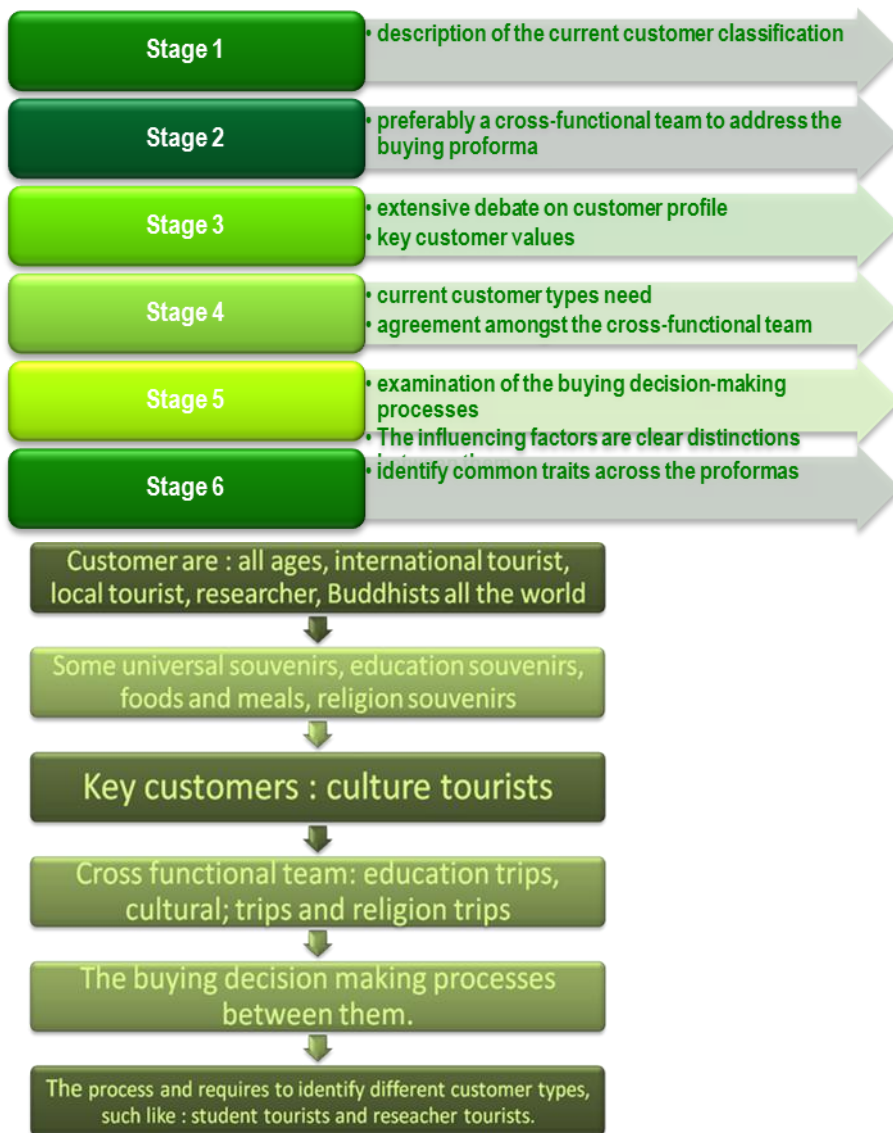 Stage 1
• description of the current customer classification
Stage 2
• preferably a cross-functional team to address the
buying proforma
Stage 3
• extensive debate on customer profile
• key customer values
Stage 4
• current customer types need
• agreement amongst the cross-functional team
Stage 5
• examination of the buying decision-making
processes
• The influencing factors are clear distinctions
Stage 6
• identify common traits across the proformas
Customer are : all ages, international tourist,
local tourist, researcher, Buddhists all the world
Some universal souvenirs, education souvenirs,
foods and meals, religion souvenirs
Key customers : culture tourists
Cross functional team: education trips,
cultural; trips and religion trips
The buying decision making processes
between them.
The process and requires to identify different customer types,
such like : student tourists and reseacher tourists.